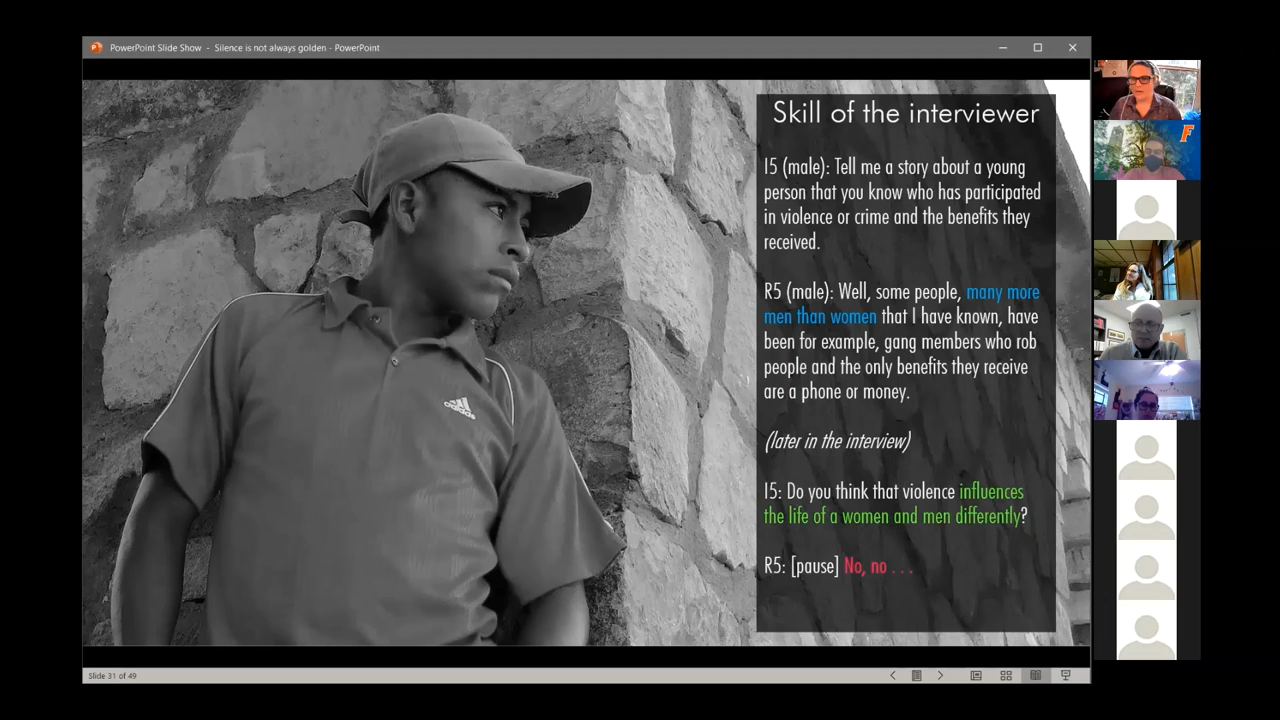 PowerPoint Slide Show - Silence is not always golden - PowerPoint
Skill of the interviewer
I5 (male): Tell me a story about a young
person that you know who has participated
in violence or crime and the benefits they
received.
R5 (male): Well, some people, many more
men than women that I have known, have
been for example, gang members who rob
people and the only benefits they receive
are a phone or money.
(later in the interview)
I5: Do you think that violence influences
the life of a women and men differently?
R5: [pause] No, no . . .
adidas
F
Slide 31 of 49